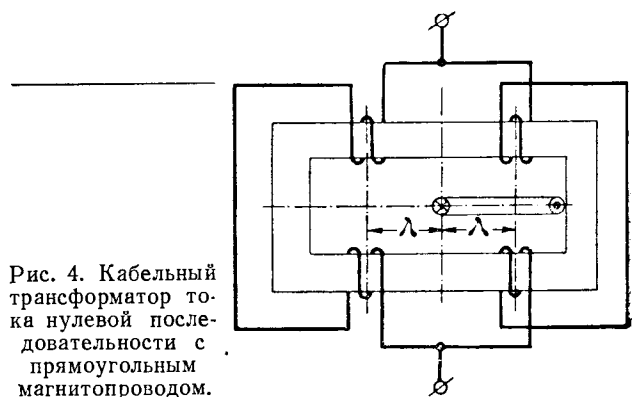 λ λ
Рис. 4. Кабельный
трансформатор то-
ка нулевой после-
довательности с
прямоугольным
магнитопроводом.